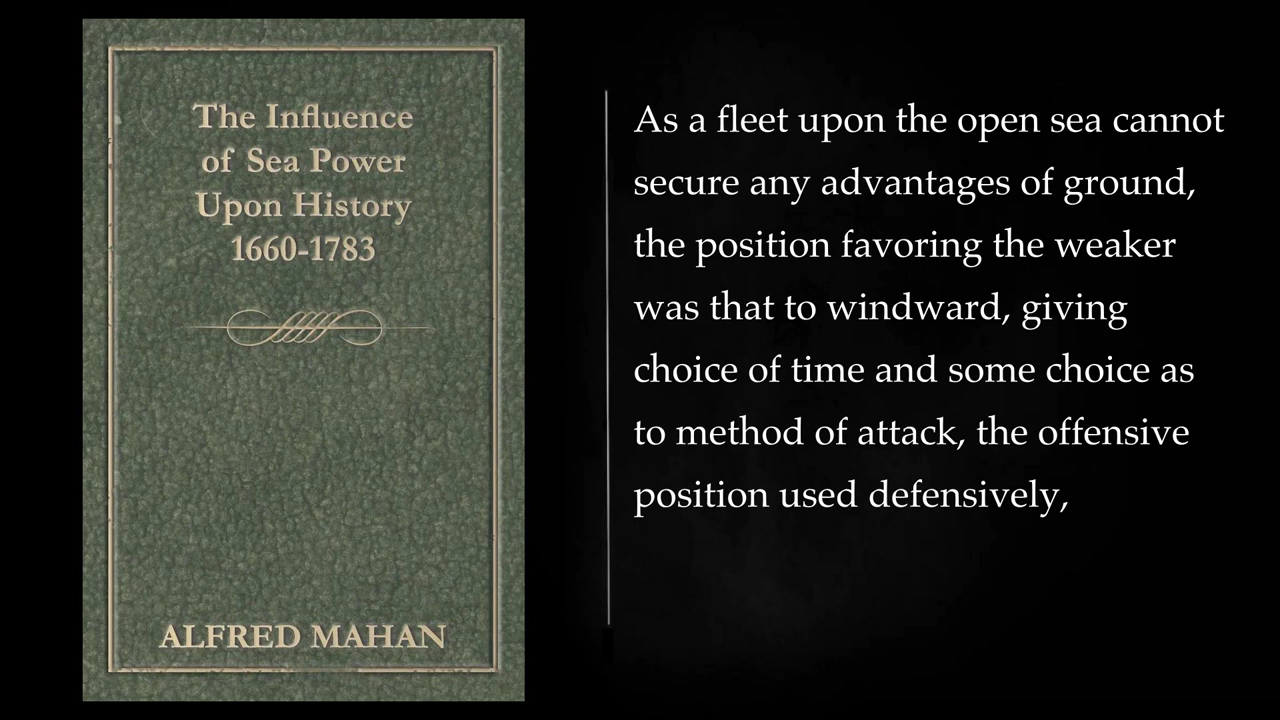 The Influence
of Sea Power
Upon History
1660-1783
ALFRED MAHAN
As a fleet upon the open sea cannot
secure any advantages of ground,
the position favoring the weaker
was that to windward, giving
choice of time and some choice as
to method of attack, the offensive
position used defensively,